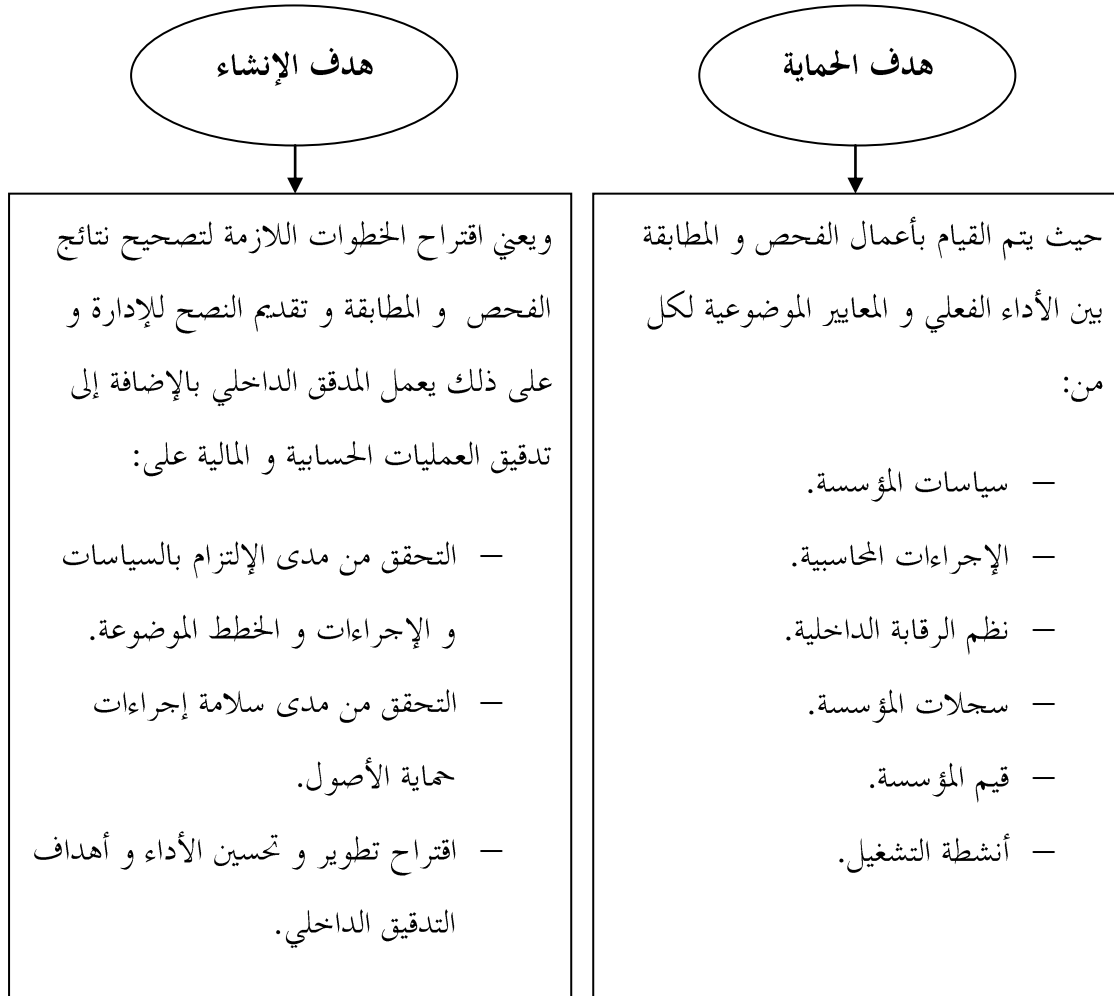 هدف الحماية
حيث يتم القيام بأعمال الفحص و المطابقة
بين الأداء الفعلي و المعايير الموضوعية لكل
من:
– سياسات المؤسسة.
– الإجراءات المحاسبية.
– نظم الرقابة الداخلية.
– سجلات المؤسسة.
– قيم المؤسسة.
– أنشطة التشغيل.
هدف الإنشاء
ويعني اقتراح الخطوات اللازمة لتصحيح نتائج
الفحص و المطابقة و تقديم النصح للإدارة و
على ذلك يعمل المدقق الداخلي بالإضافة إلى
تدقيق العمليات الحسابية و المالية على:
– التحقق من مدى الإلتزام بالسياسات
و الإجراءات و الخطط الموضوعة.
– التحقق من مدى سلامة إجراءات
حماية الأصول.
– اقتراح تطوير و تحسين الأداء و أهداف
التدقيق الداخلي.